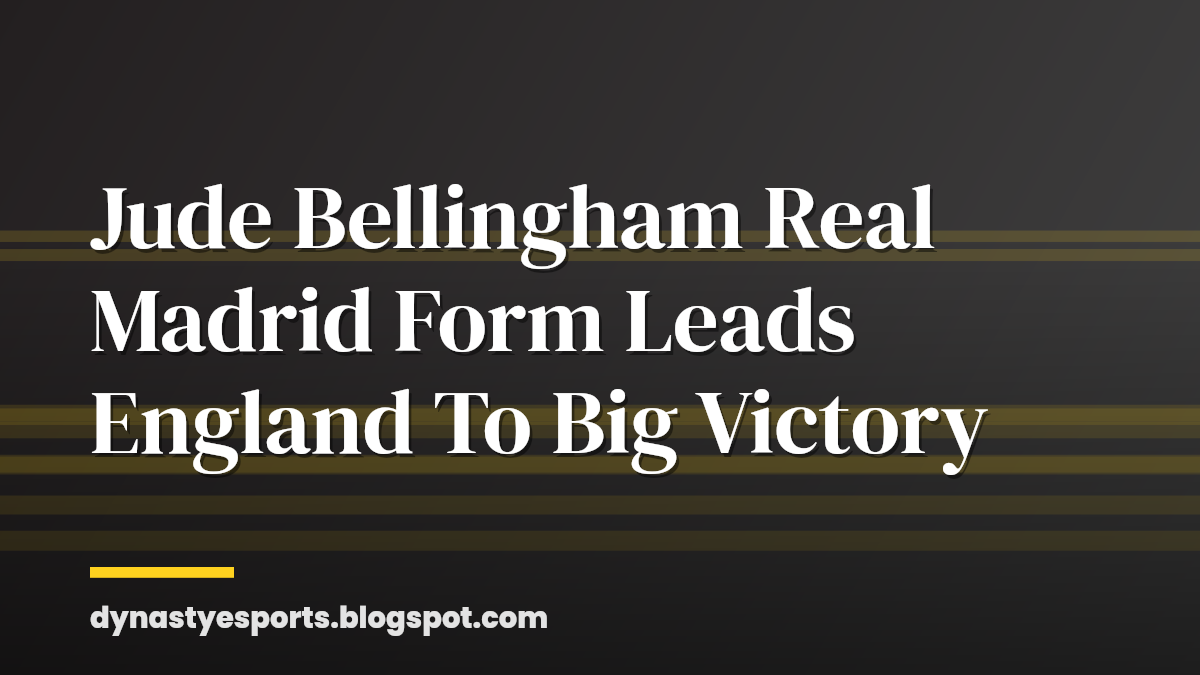 Jude Bellingham Real
Madrid Form Leads
England To Big Victory
dynastyesports.blogspot.com